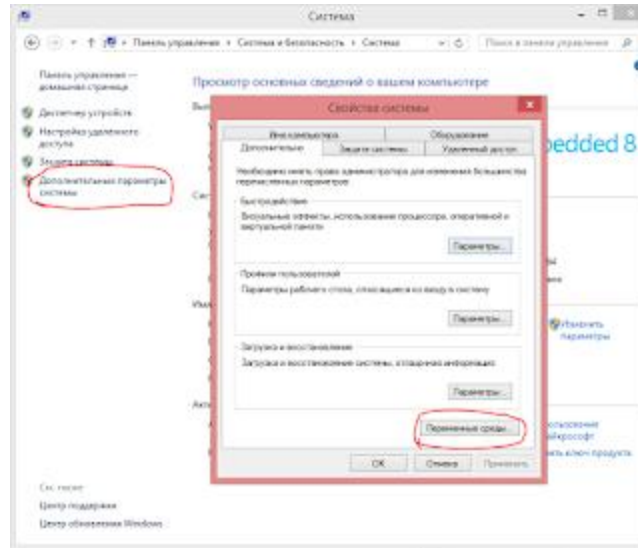 Система
Панель управления Система и безопасность Система
Поиск в панели управления
Панель управления —
домашняя страница
Диспетчер устройств
Настройка удаленного
доступа
Защита системы
Дополнительные параметры
системы
Просмотр основных сведений о вашем компьютере
edded 8
Изменить
параметры
Свойства системы
Имя компьютера Оборудование
Дополнительно Защита системы Удаленный доступ
Необходимо иметь права администратора для изменения большинства
перечисленных параметров
Быстродействие
Визуальные эффекты, использование процессора, оперативной и
виртуальной памяти
Параметры...
Профили пользователей
Параметры рабочего стола, относящиеся ко входу в систему
Параметры...
Загрузка и восстановление
Загрузка и восстановление системы, отладочная информация
Параметры...
Переменные среды...
OK Отмена Применить
См. также
Центр поддержки
Центр обновления Windows